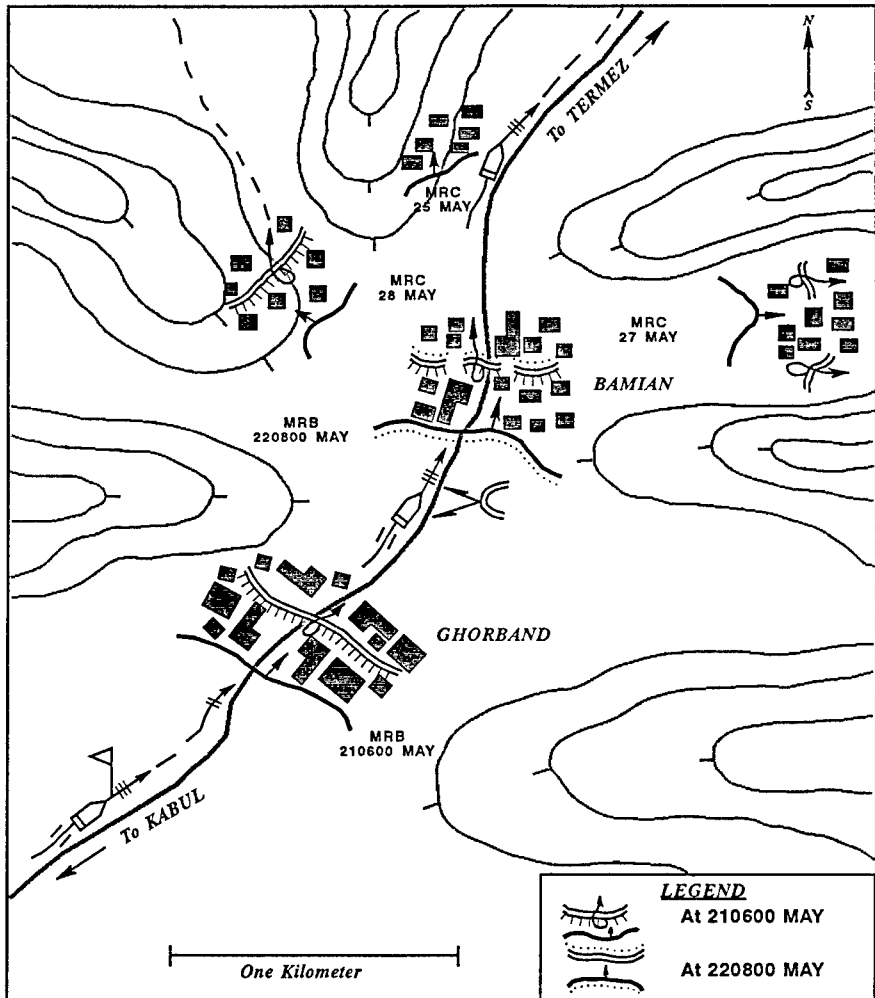 N
S
To TERMEZ
MRC
25 MAY
MRC
28 MAY
MRC
27 MAY
BAMIAN
MRB
220800 MAY
GHORBAND
MRB
210600 MAY
To KABUL
One Kilometer
LEGEND
At 210600 MAY
At 220800 MAY